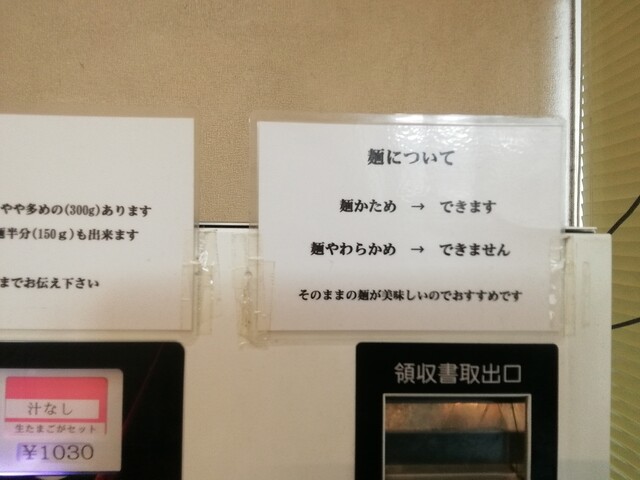 やや多めの(300g)あります
麺半分(150g)も出来ます
までお伝え下さい
麺について
麺かため → できます
麺やわらかめ → できません
そのままの麺が美味しいのでおすすめです
汁なし
生たまごがセット
¥1030
領収書取出口